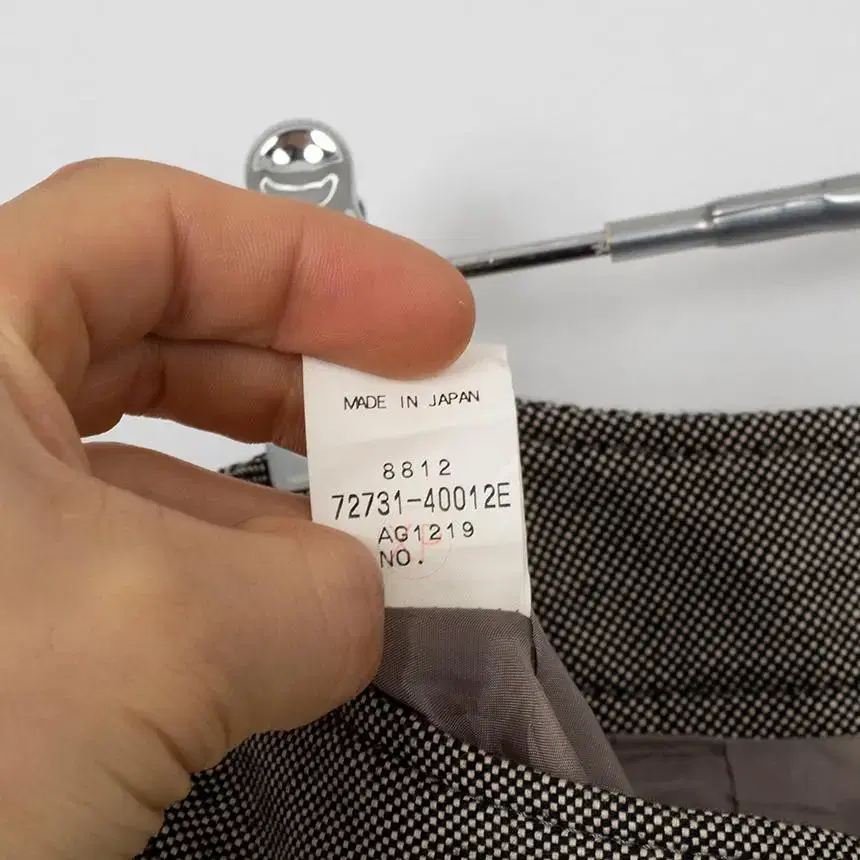 MADE IN JAPAN
8812
72731-40012E
AG1219
NO.